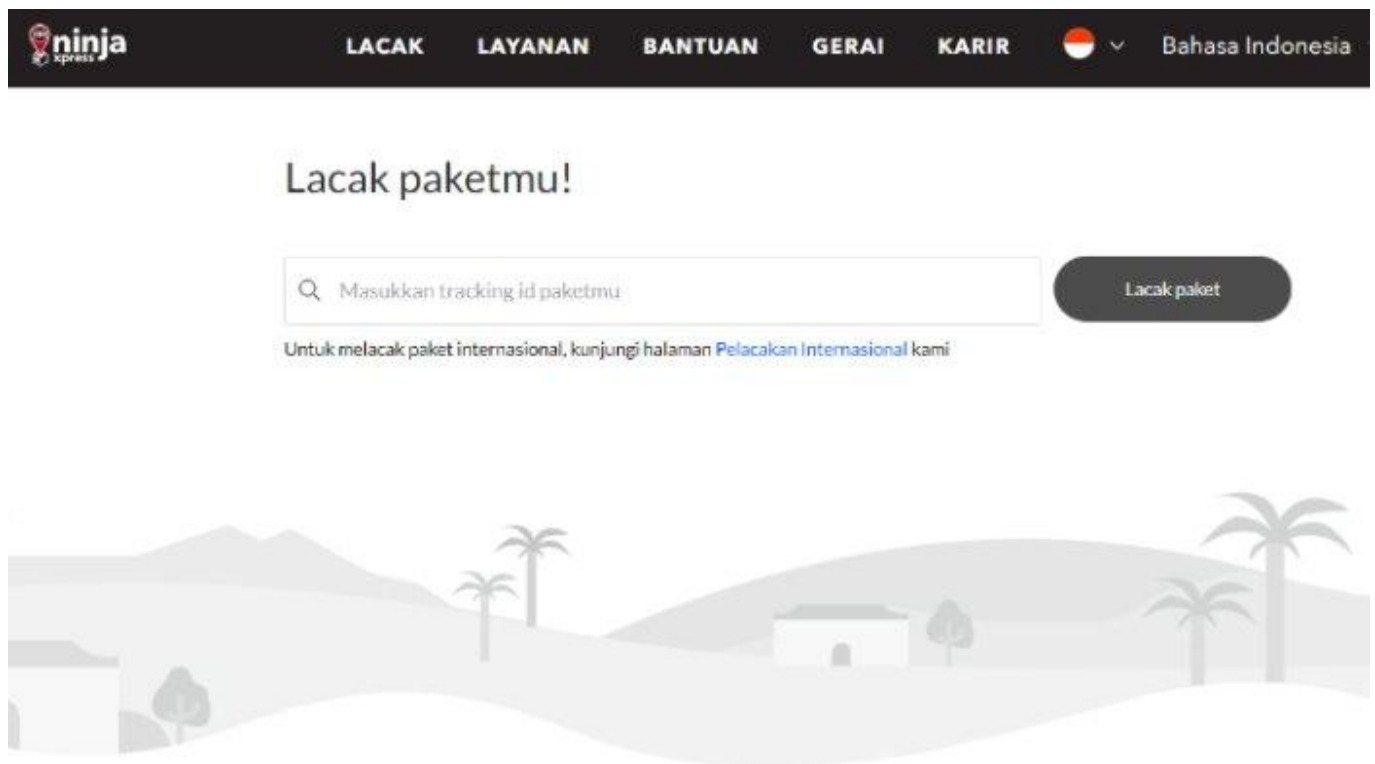 ninja
xpress
LACAK LAYANAN BANTUAN GERAI KARIR Bahasa Indonesia
Lacak paketmu!
Masukkan tracking id paketmu
Lacak paket
Untuk melacak paket internasional, kunjungi halaman Pelacakan Internasional kami